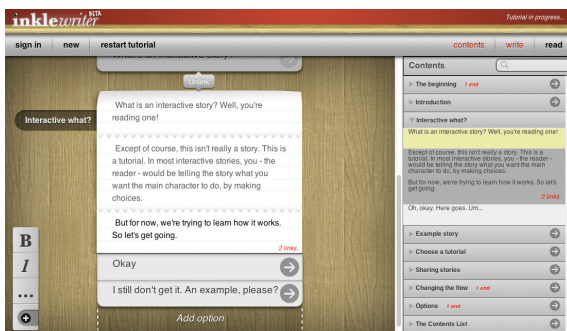 inklewriter BETA
Tutorial in progress...
sign in new restart tutorial
contents write read
Unlink
Interactive what?
What is an interactive story? Well, you're
reading one!
Except of course, this isn't really a story. This is
a tutorial. In most interactive stories, you - the
reader - would be telling the story what you
want the main character to do, by making
choices.
But for now, we're trying to learn how it works.
So let's get going.
2 links.
Okay
I still don't get it. An example, please?
Add option
B
I
...
Contents
The beginning 1 end
Introduction
Interactive what?
What is an interactive story? Well, you're reading one!
Except of course, this isn't really a story. This is
a tutorial. In most interactive stories, you - the reader -
would be telling the story what you want the main
character to do, by making choices.
But for now, we're trying to learn how it works. So let's
get going.
2 links
Oh, okay. Here goes. Um...
Example story
Choose a tutorial
Sharing stories
Changing the flow 1 end
Options 1 end
The Contents List